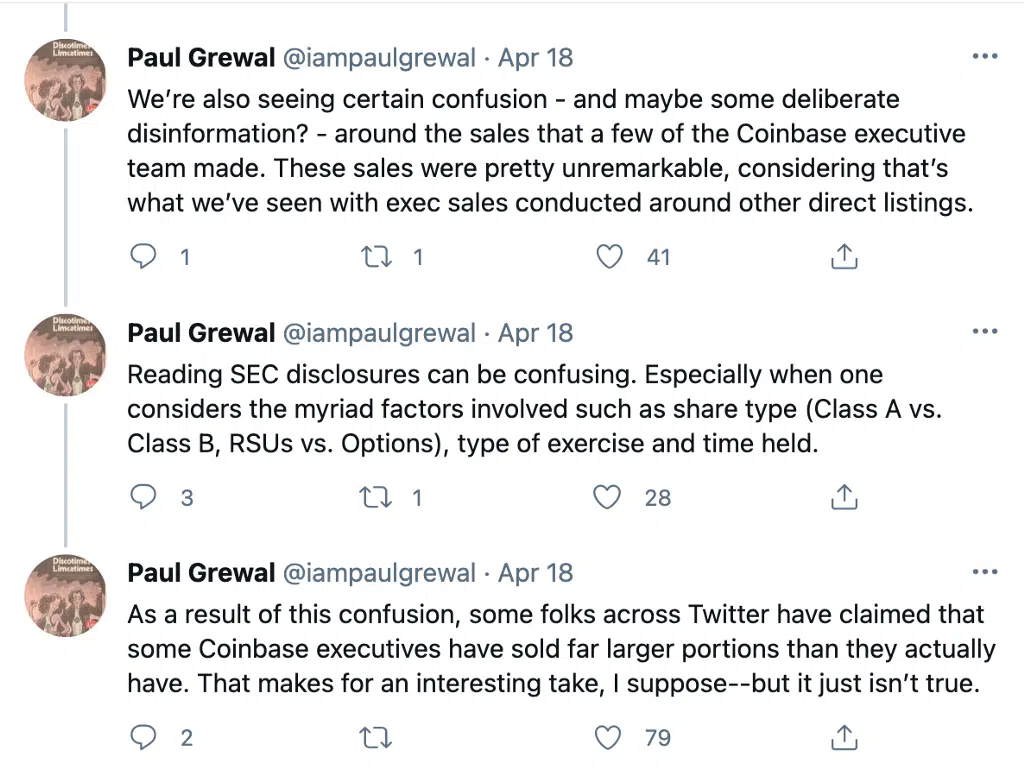 Discotimes
Limcatimes
Paul Grewal @iampaulgrewal · Apr 18
We’re also seeing certain confusion - and maybe some deliberate
disinformation? - around the sales that a few of the Coinbase executive
team made. These sales were pretty unremarkable, considering that’s
what we’ve seen with exec sales conducted around other direct listings.
1 1 41
Discotimes
Limcatimes
Paul Grewal @iampaulgrewal · Apr 18
Reading SEC disclosures can be confusing. Especially when one
considers the myriad factors involved such as share type (Class A vs.
Class B, RSUs vs. Options), type of exercise and time held.
3 1 28
Discotimes
Limcatimes
Paul Grewal @iampaulgrewal · Apr 18
As a result of this confusion, some folks across Twitter have claimed that
some Coinbase executives have sold far larger portions than they actually
have. That makes for an interesting take, I suppose--but it just isn’t true.
2 79